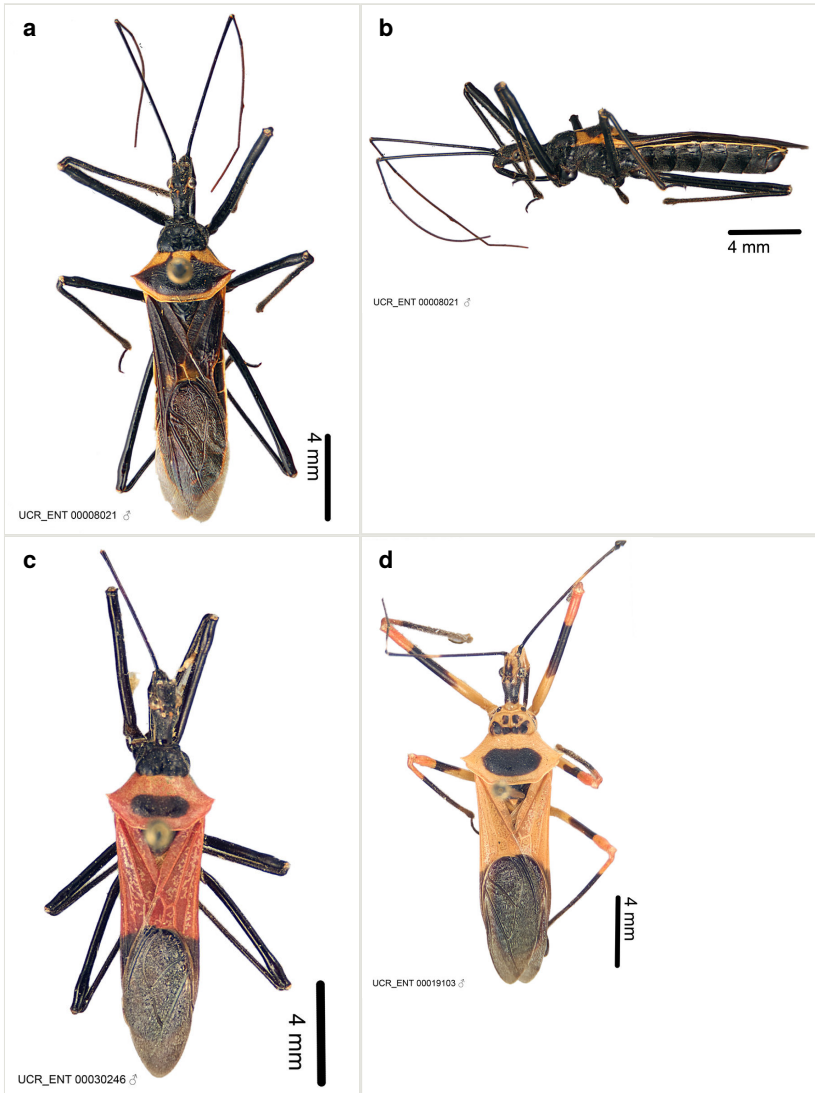 a
4 mm
UCR_ENT 00008021 ♂
b
4 mm
UCR_ENT 00008021 ♂
c
4 mm
UCR_ENT 00030246 ♂
d
4 mm
UCR_ENT 00019103 ♂